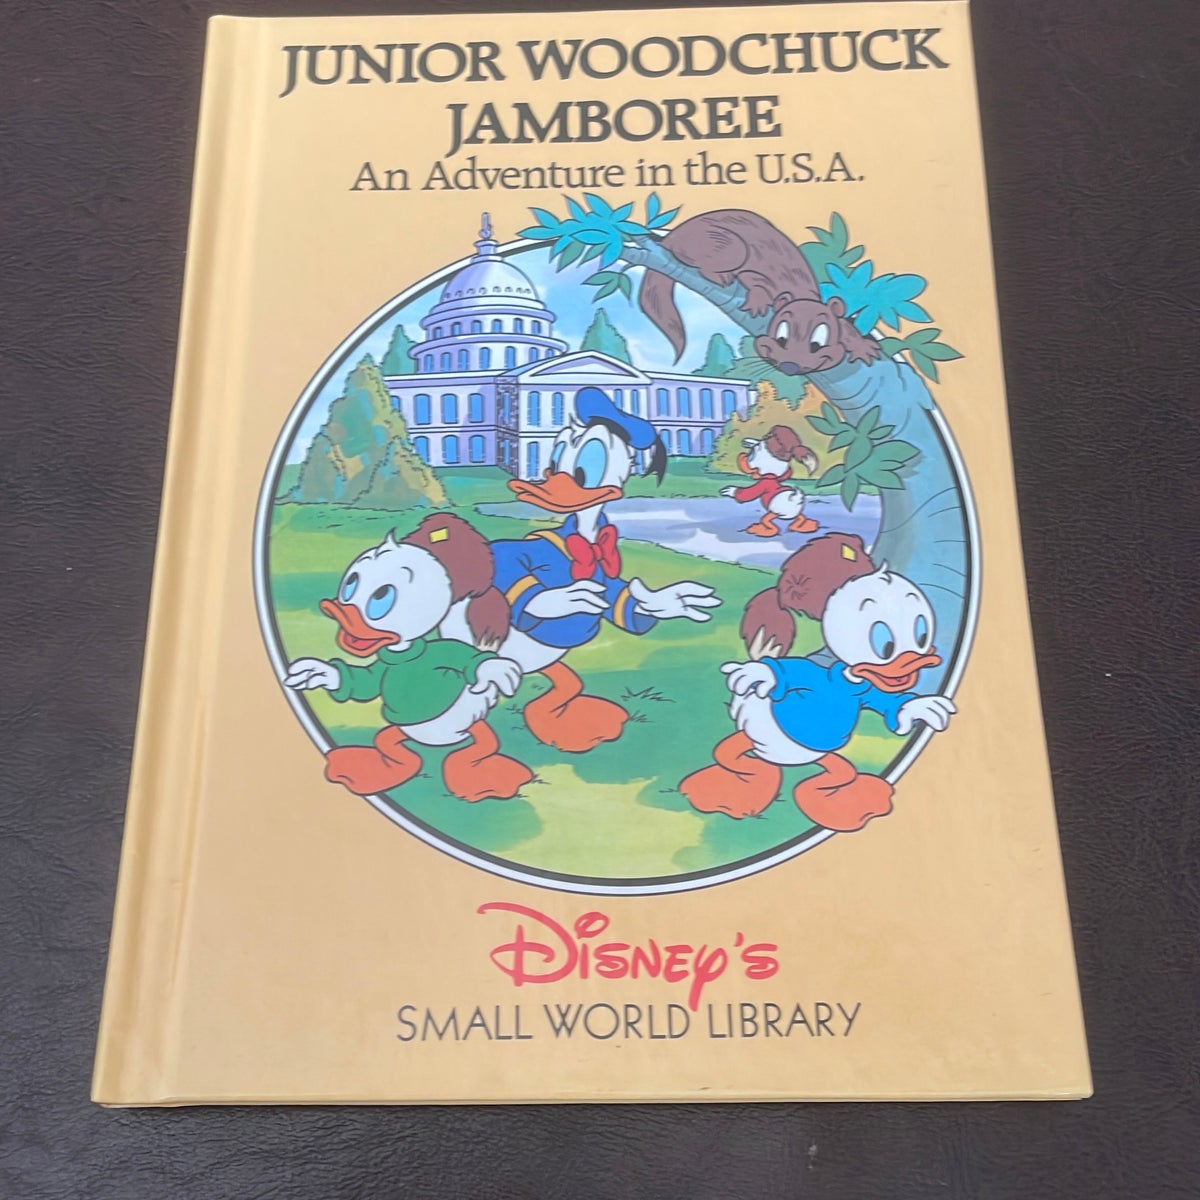 JUNIOR WOODCHUCK
JAMBOREE
An Adventure in the U.S.A.
DISNEY'S
SMALL WORLD LIBRARY